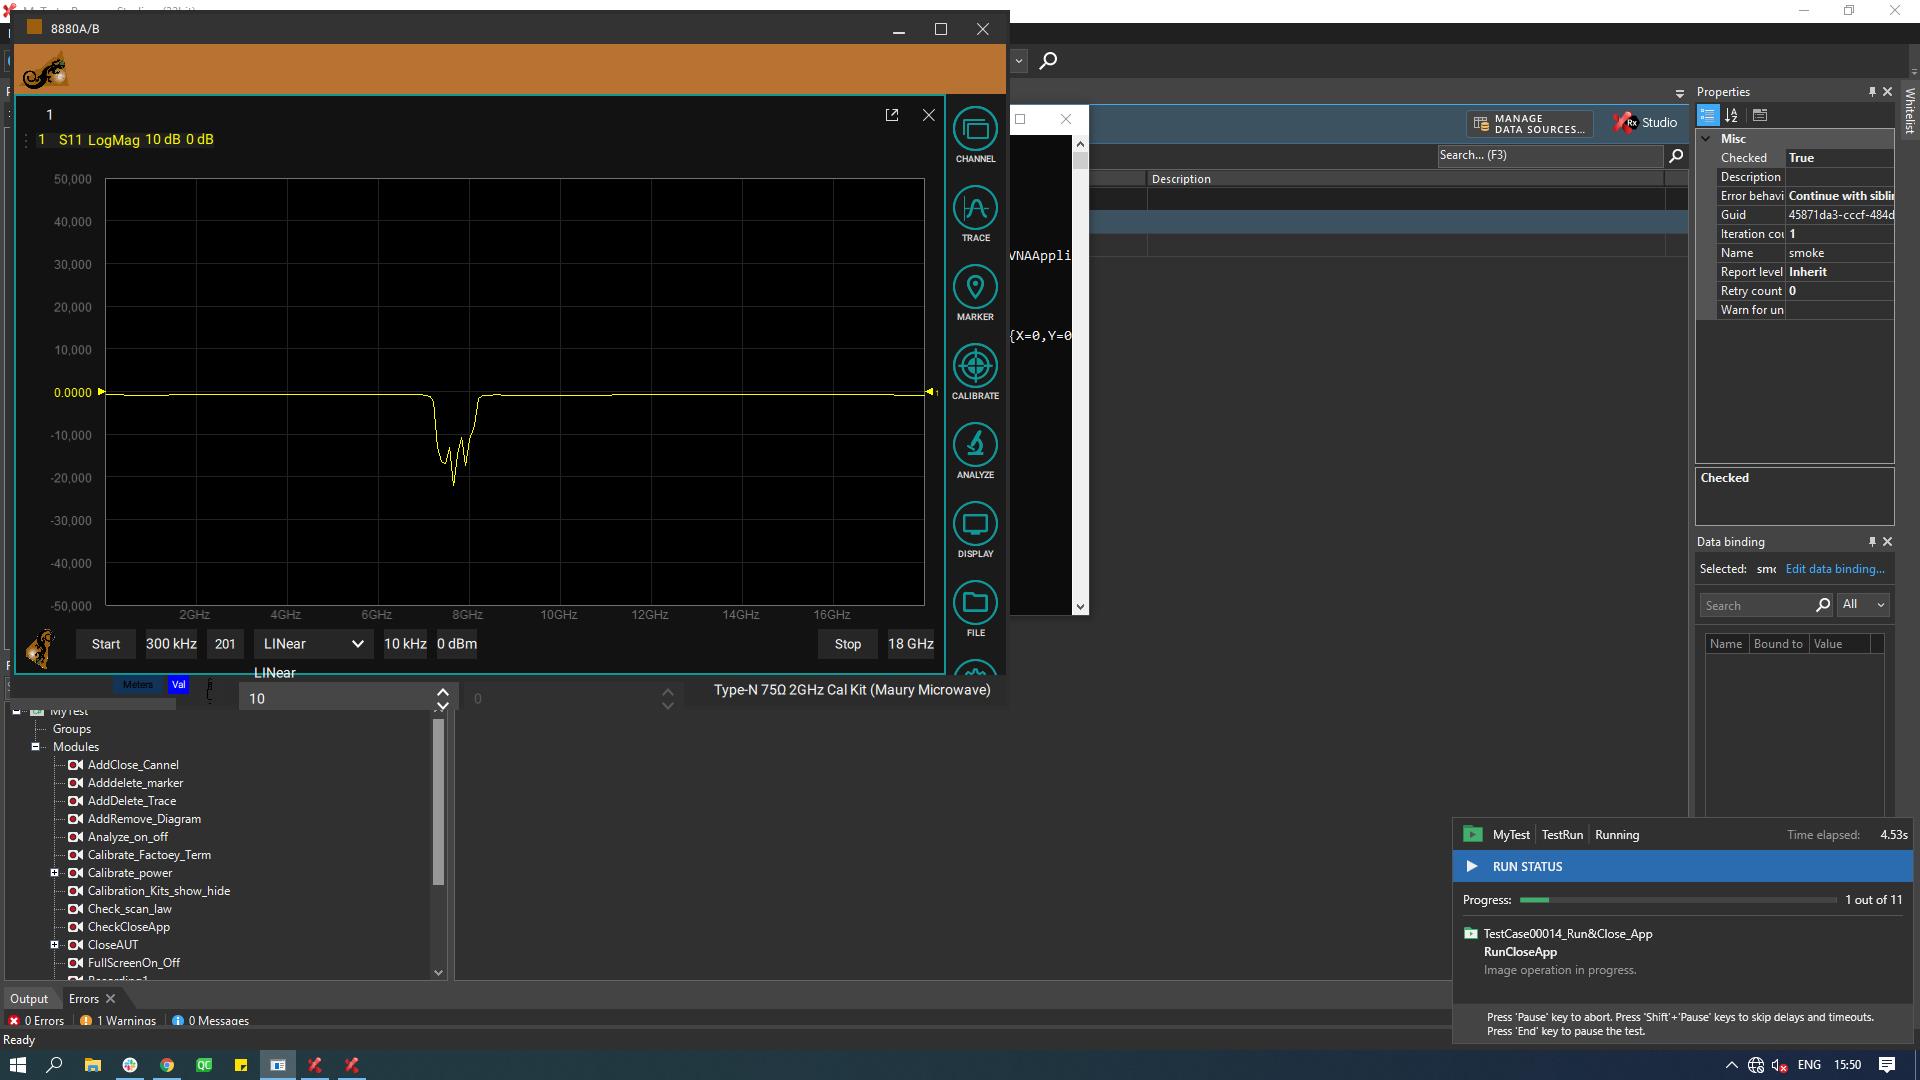 8880A/B
1
1 S11 LogMag 10 dB 0 dB
50,000
40,000
30,000
20,000
10,000
0.0000
-10,000
-20,000
-30,000
-40,000
-50,000
2GHz 4GHz 6GHz 8GHz 10GHz 12GHz 14GHz 16GHz
1
Start 300 kHz 201 LINear 10 kHz 0 dBm Stop 18 GHz
LINear
Meters Val
10
0
Type-N 75Ω 2GHz Cal Kit (Maury Microwave)
CHANNEL
TRACE
MARKER
CALIBRATE
ANALYZE
DISPLAY
FILE
VNAAppli
{X=0,Y=0
MANAGE
DATA SOURCES...
Rx Studio
Search... (F3)
Description
Properties
Whitelist
Misc
Checked True
Description
Error behavi Continue with siblin
Guid 45871da3-cccf-484d
Iteration cou 1
Name smoke
Report level Inherit
Retry count 0
Warn for un
Checked
Data binding
Selected: smo Edit data binding...
Search All
Name Bound to Value
MyTest
Groups
Modules
AddClose_Cannel
Adddelete_marker
AddDelete_Trace
AddRemove_Diagram
Analyze_on_off
Calibrate_Factoey_Term
Calibrate_power
Calibration_Kits_show_hide
Check_scan_law
CheckCloseApp
CloseAUT
FullScreenOn_Off
Recording1
MyTest TestRun Running Time elapsed: 4.53s
RUN STATUS
Progress: 1 out of 11
TestCase00014_Run&Close_App
RunCloseApp
Image operation in progress.
Press 'Pause' key to abort. Press 'Shift'+'Pause' keys to skip delays and timeouts.
Press 'End' key to pause the test.
Output Errors
0 Errors 1 Warnings 0 Messages
Ready
QC
ENG 15:50